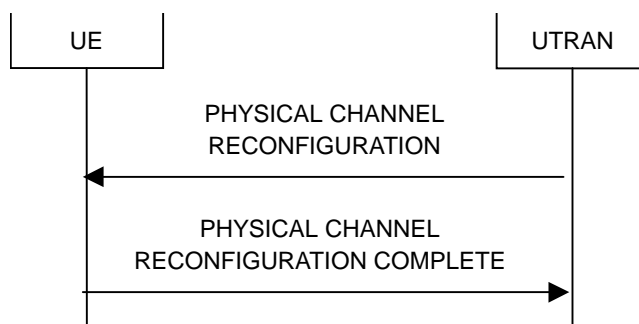 UE
UTRAN
PHYSICAL CHANNEL
RECONFIGURATION
PHYSICAL CHANNEL
RECONFIGURATION COMPLETE